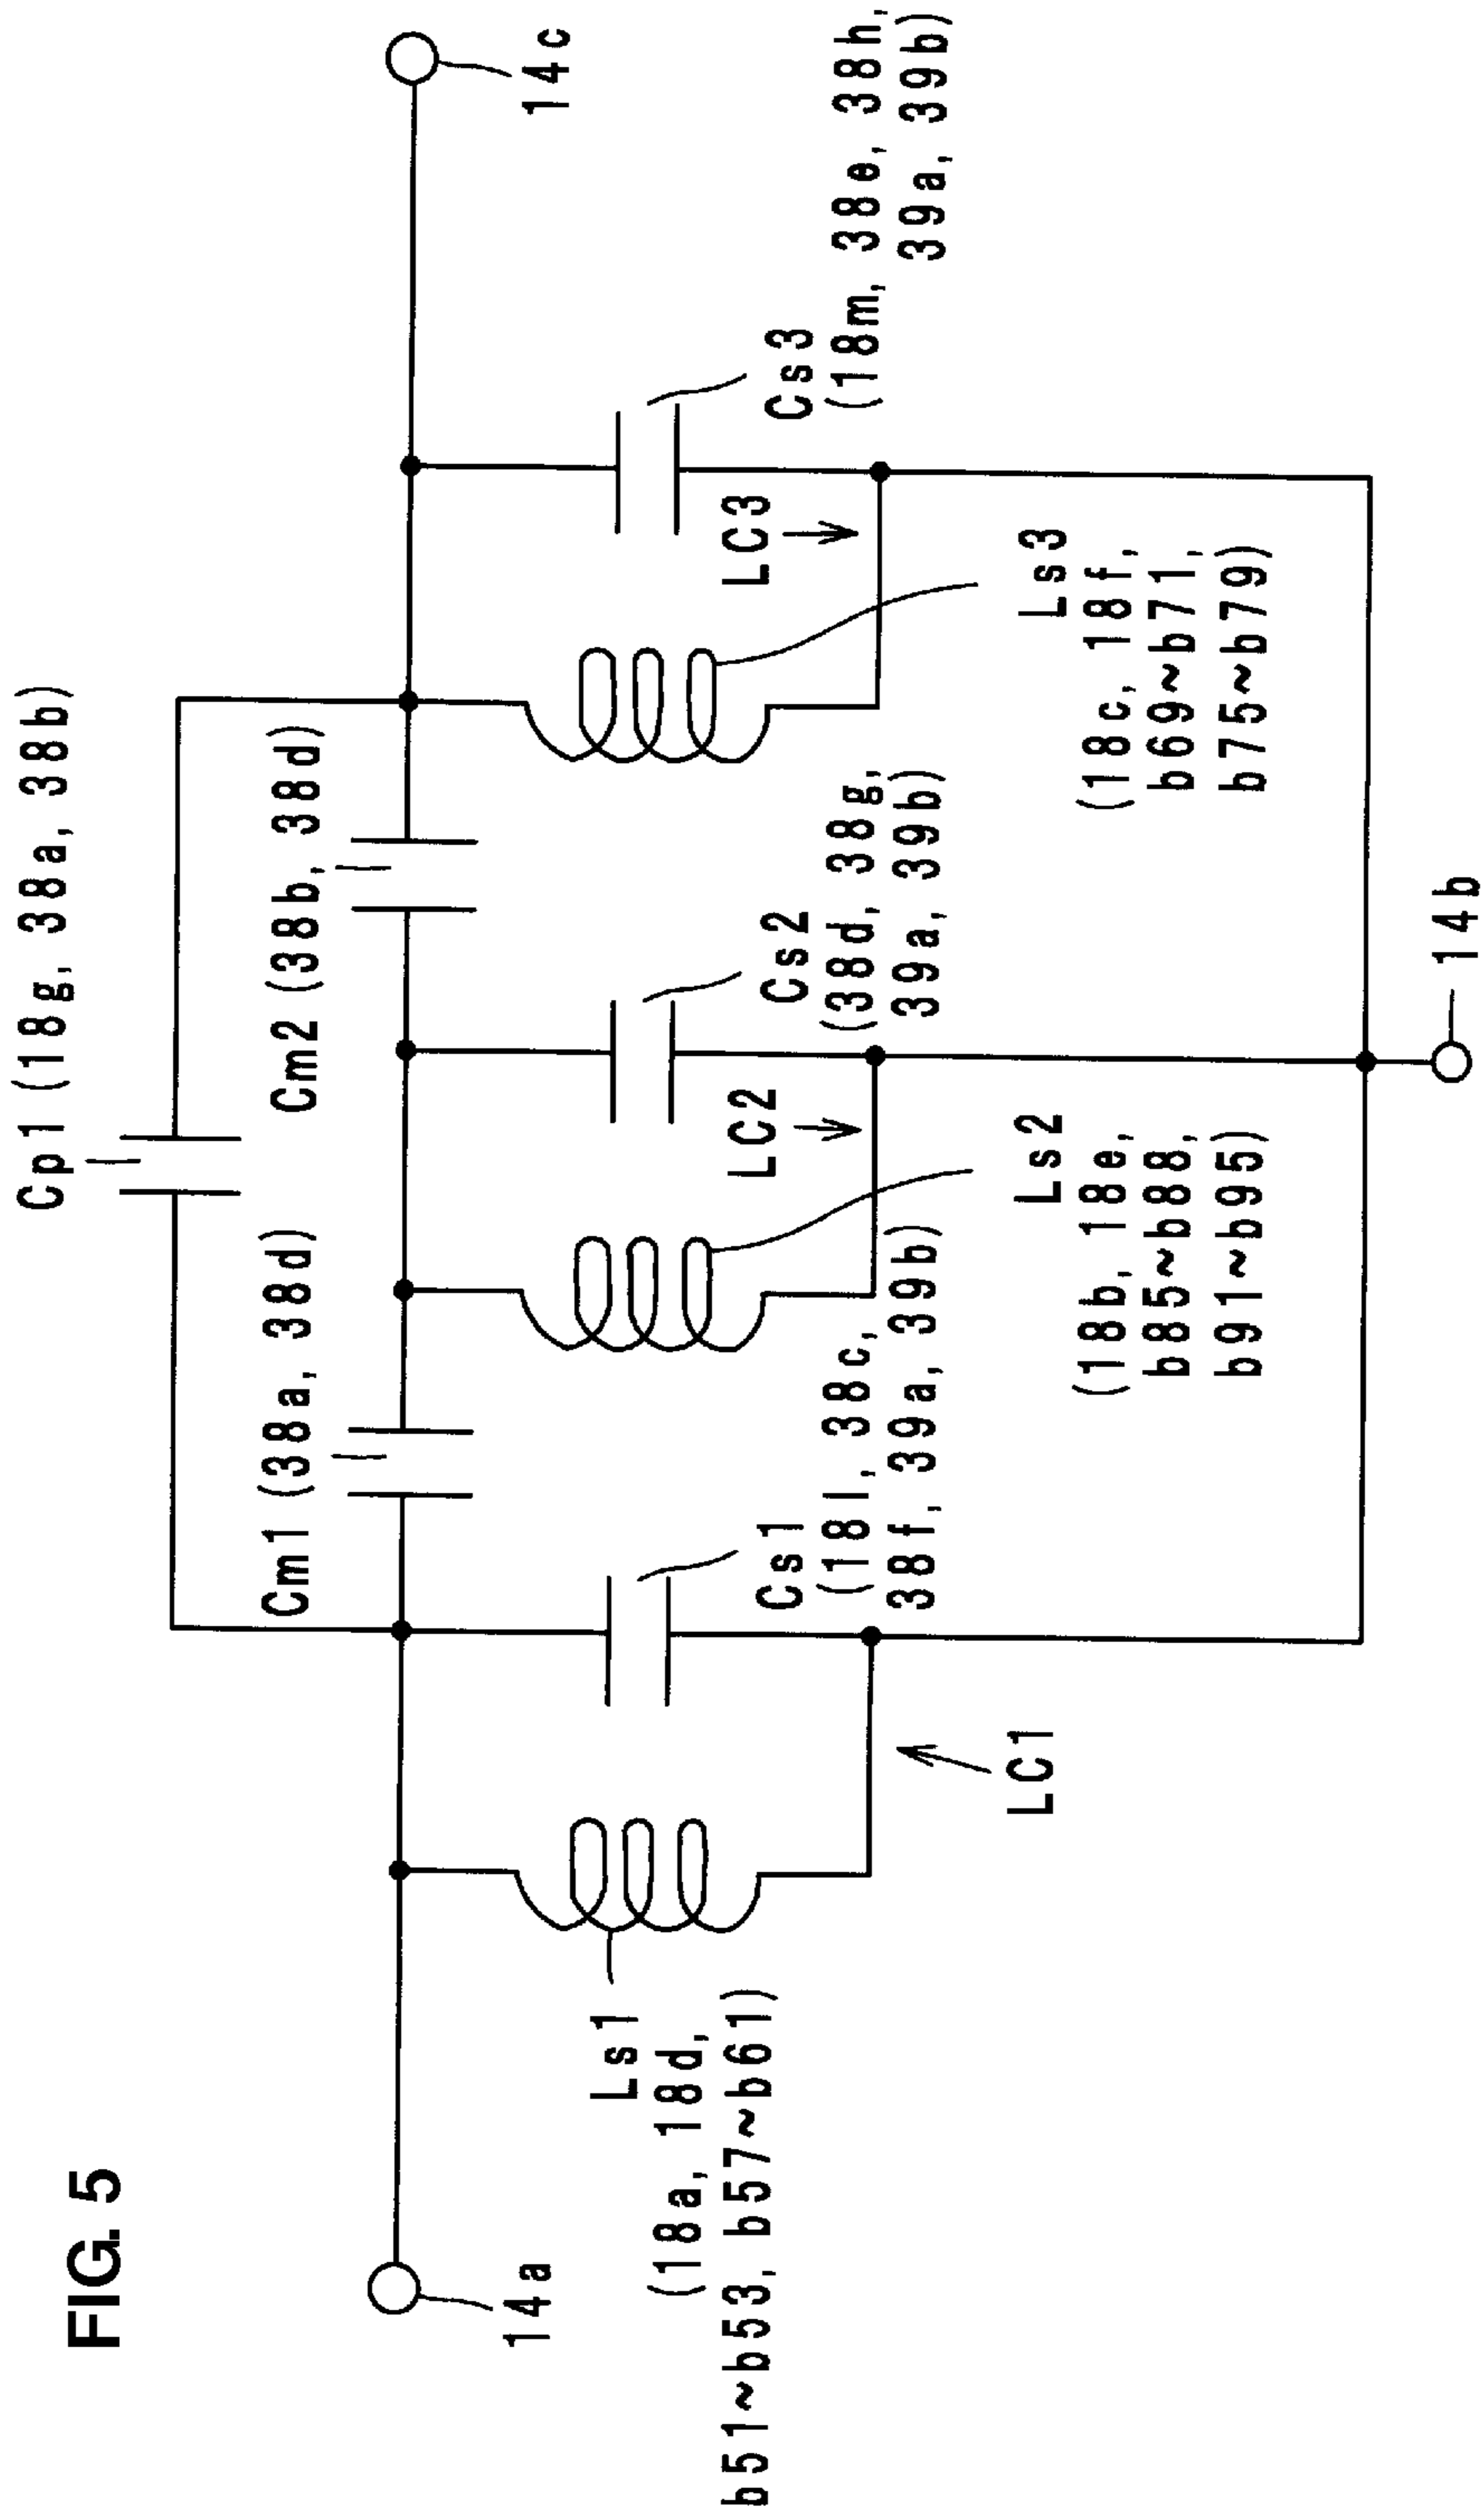 FIG. 5
Cp1 (18g, 38a, 38b)
Cm1 (38a, 38d)
Cm2 (38b, 38d)
14a
14c
Ls1
(18a, 18d,
b51~b53, b57~b61)
Cs1
(18l, 38c,
38f, 39a, 39b)
LC1
LC2
Cs2
(38d, 38g,
39a, 39b)
Ls2
(18b, 18e,
b85~b88,
b91~b95)
LC3
Cs3
(18m, 38e, 38h,
39a, 39b)
Ls3
(18c, 18f,
b69~b71,
b75~b79)
14b